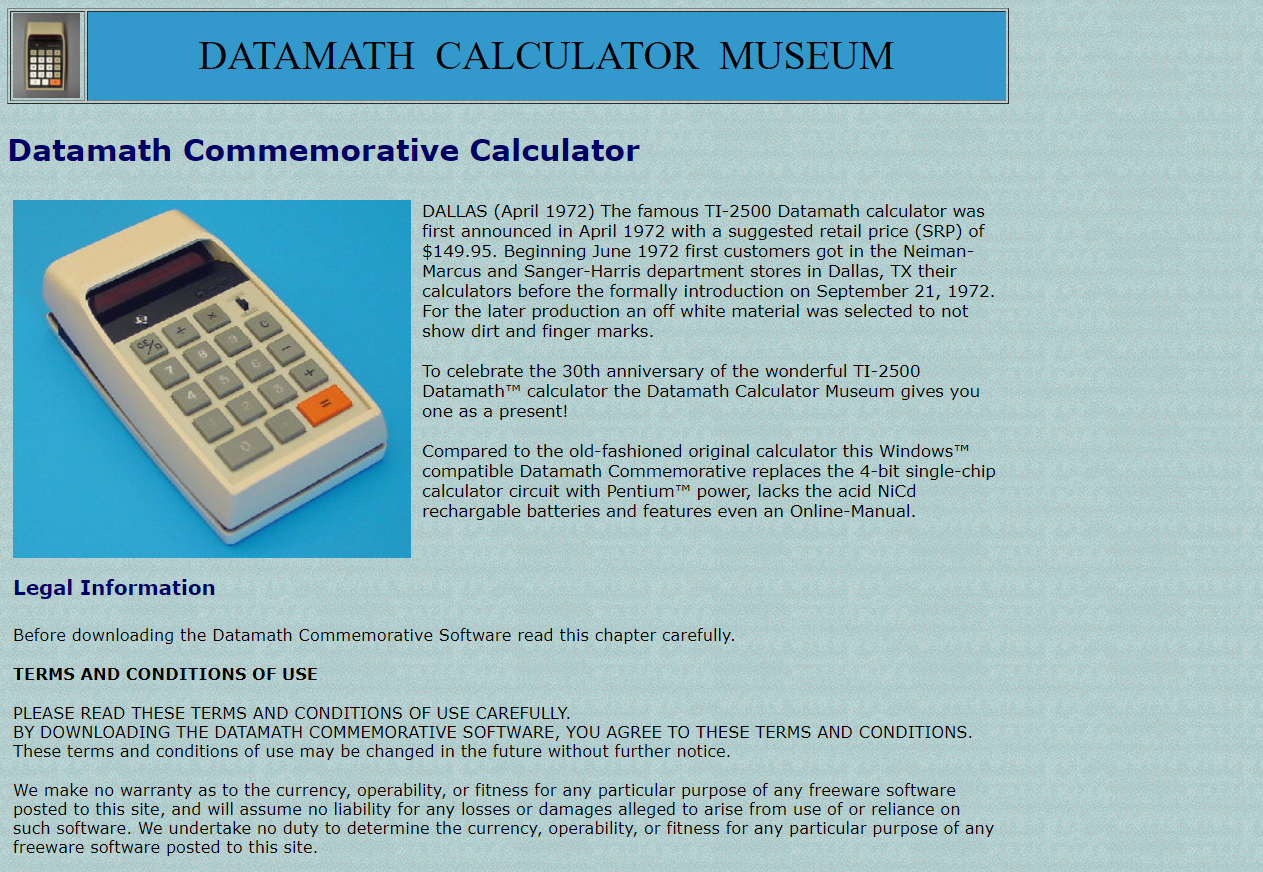 DATAMATH CALCULATOR MUSEUM
Datamath Commemorative Calculator
DALLAS (April 1972) The famous TI-2500 Datamath calculator was
first announced in April 1972 with a suggested retail price (SRP) of
$149.95. Beginning June 1972 first customers got in the Neiman-
Marcus and Sanger-Harris department stores in Dallas, TX their
calculators before the formally introduction on September 21, 1972.
For the later production an off white material was selected to not
show dirt and finger marks.
To celebrate the 30th anniversary of the wonderful TI-2500
Datamath™ calculator the Datamath Calculator Museum gives you
one as a present!
Compared to the old-fashioned original calculator this Windows™
compatible Datamath Commemorative replaces the 4-bit single-chip
calculator circuit with Pentium™ power, lacks the acid NiCd
rechargable batteries and features even an Online-Manual.
CE/D ÷ × C
7 8 9 −
4 5 6 +
2 3 =
0 .
Legal Information
Before downloading the Datamath Commemorative Software read this chapter carefully.
TERMS AND CONDITIONS OF USE
PLEASE READ THESE TERMS AND CONDITIONS OF USE CAREFULLY.
BY DOWNLOADING THE DATAMATH COMMEMORATIVE SOFTWARE, YOU AGREE TO THESE TERMS AND CONDITIONS.
These terms and conditions of use may be changed in the future without further notice.
We make no warranty as to the currency, operability, or fitness for any particular purpose of any freeware software
posted to this site, and will assume no liability for any losses or damages alleged to arise from use of or reliance on
such software. We undertake no duty to determine the currency, operability, or fitness for any particular purpose of any
freeware software posted to this site.